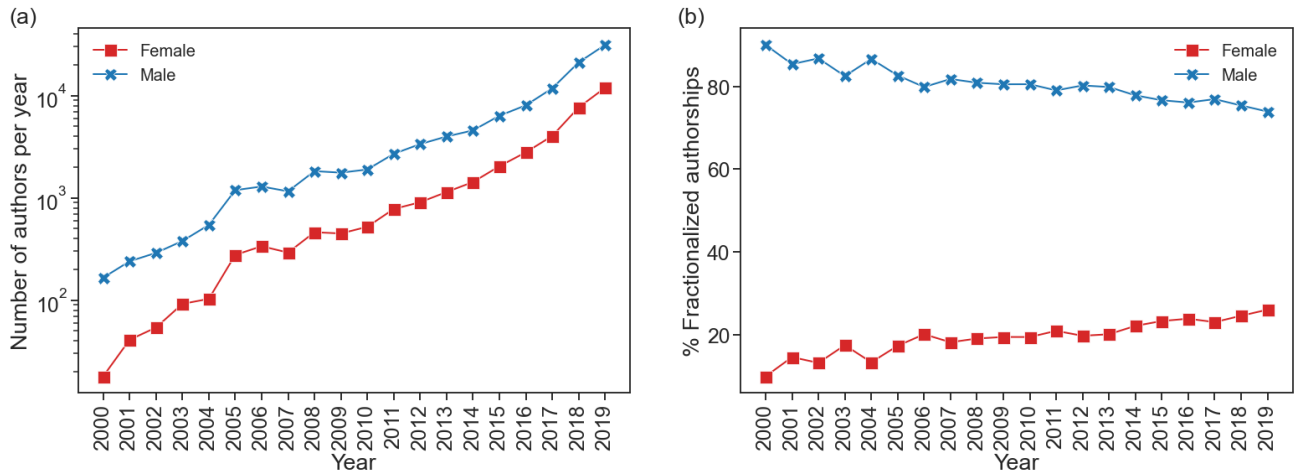 (a)
Number of authors per year
10^4
10^3
10^2
Female
Male
2000 2001 2002 2003 2004 2005 2006 2007 2008 2009 2010 2011 2012 2013 2014 2015 2016 2017 2018 2019
Year
(b)
% Fractionalized authorships
80
60
40
20
Female
Male
2000 2001 2002 2003 2004 2005 2006 2007 2008 2009 2010 2011 2012 2013 2014 2015 2016 2017 2018 2019
Year